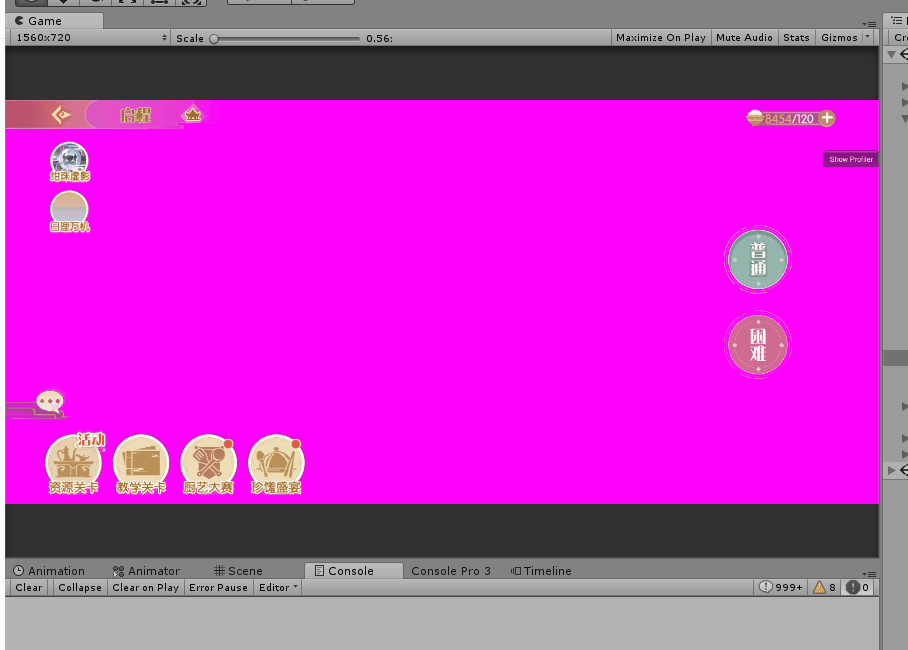 Game
1560x720
Scale
0.56:
Maximize On Play
Mute Audio
Stats
Gizmos
Cre
启程
8454/120
绀珠虚影
Show Profiler
日理万机
普通
困难
活动
资源关卡
教学关卡
厨艺大赛
珍馐盛宴
Animation
Animator
Scene
Console
Console Pro 3
Timeline
Clear
Collapse
Clear on Play
Error Pause
Editor
999+
8
0